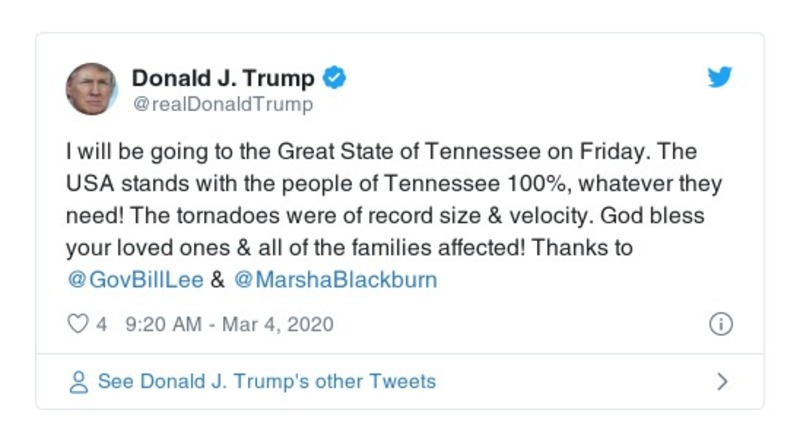 Donald J. Trump
@realDonaldTrump
I will be going to the Great State of Tennessee on Friday. The
USA stands with the people of Tennessee 100%, whatever they
need! The tornadoes were of record size & velocity. God bless
your loved ones & all of the families affected! Thanks to
@GovBillLee & @MarshaBlackburn
4 9:20 AM - Mar 4, 2020
See Donald J. Trump's other Tweets